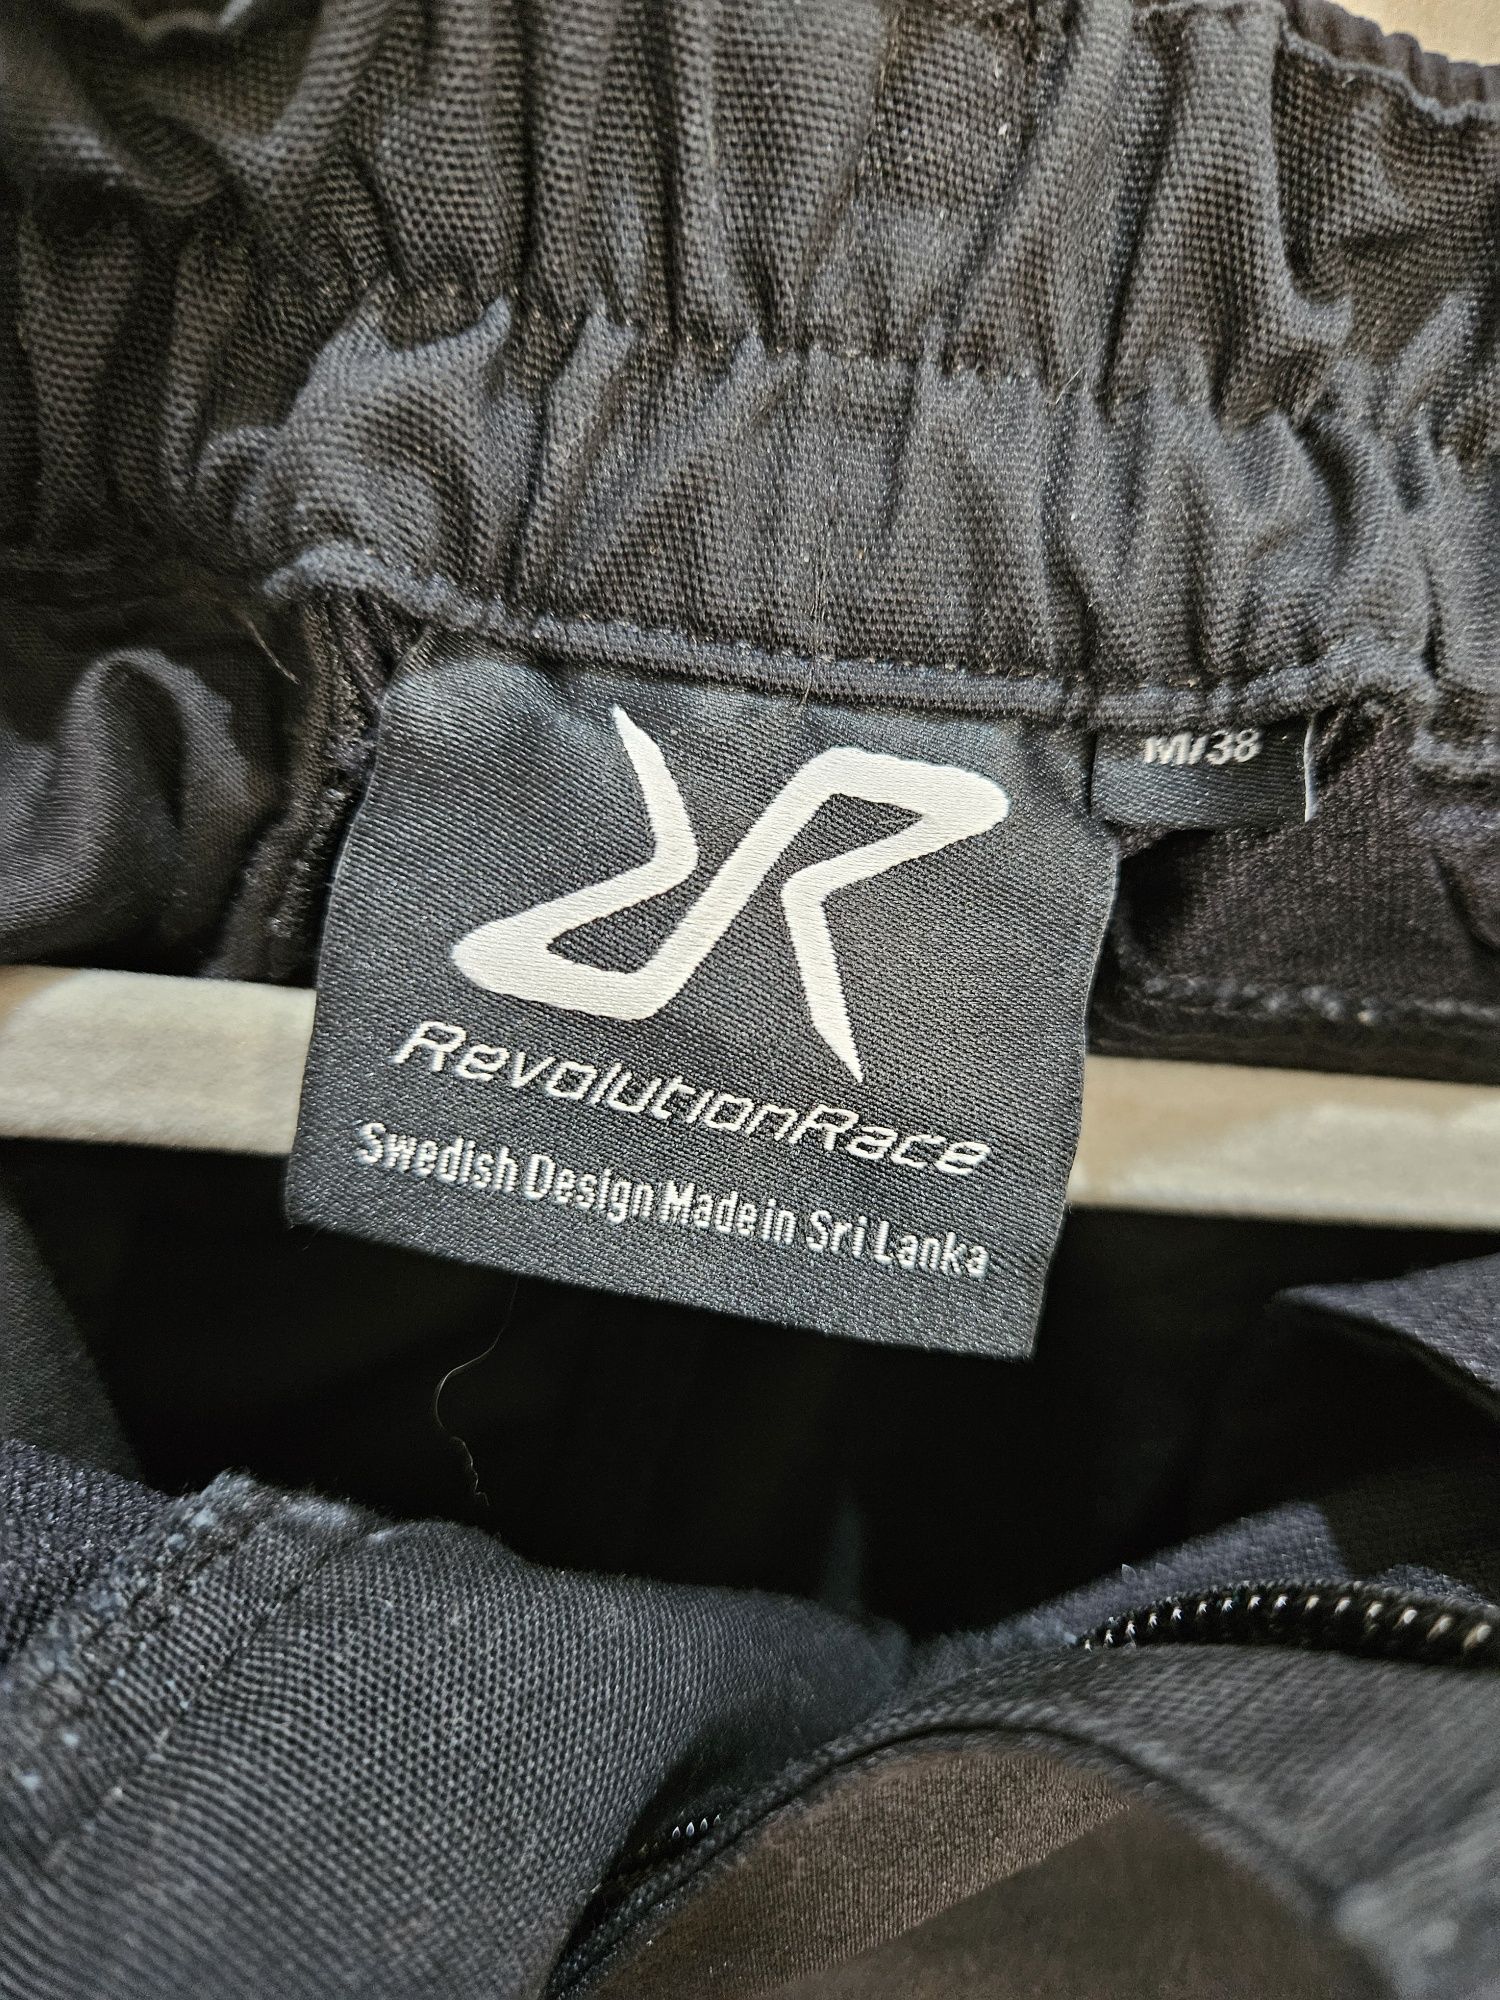 M/38
RevolutionRace
Swedish Design Made in Sri Lanka